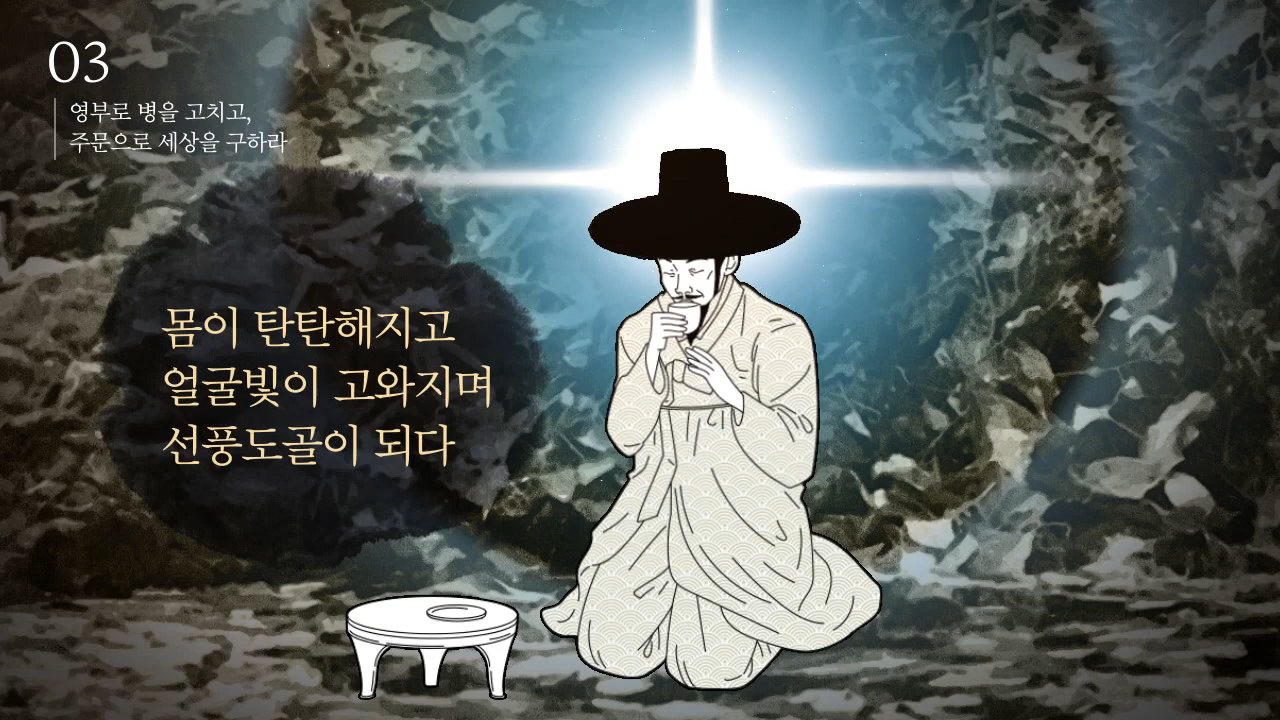 03
영부로 병을 고치고,
주문으로 세상을 구하라
몸이 탄탄해지고
얼굴빛이 고와지며
선풍도골이 되다